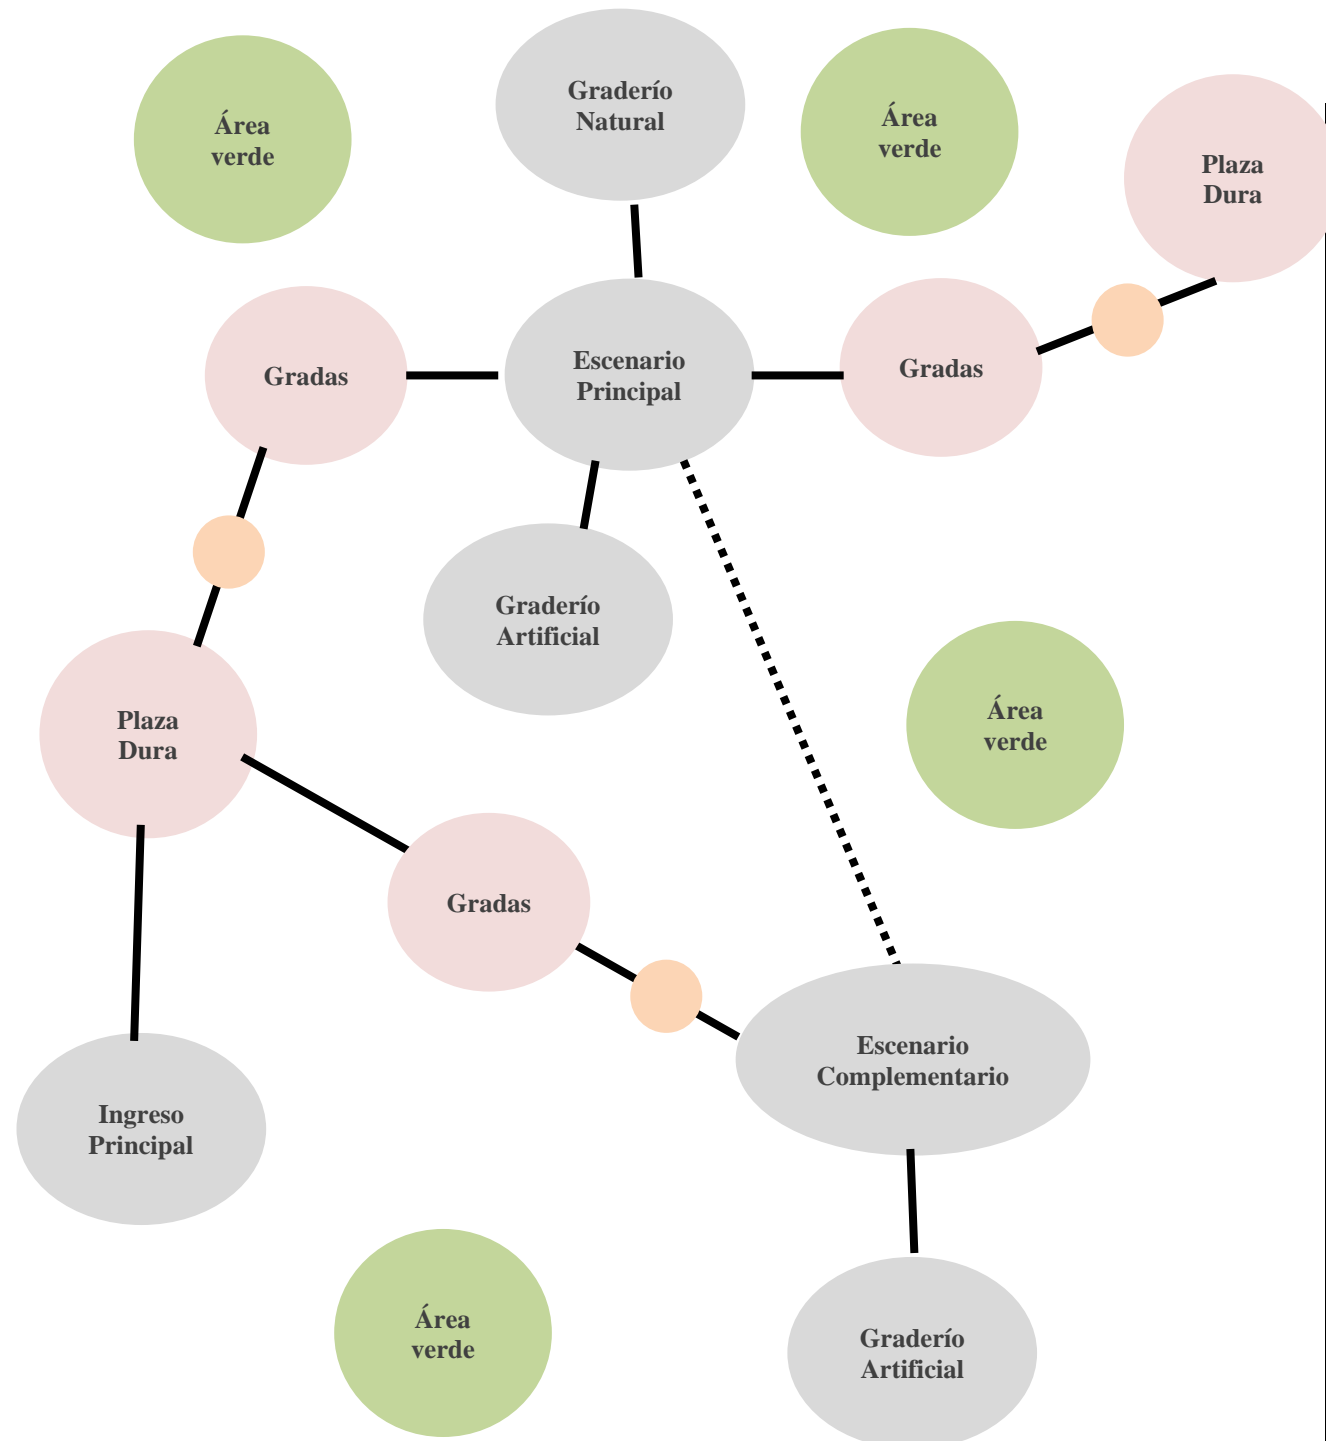 Graderío
Natural
Área
verde
Área
verde
Plaza
Dura
Escenario
Principal
Gradas
Gradas
Graderío
Artificial
Plaza
Dura
Área
verde
Gradas
Escenario
Complementario
Ingreso
Principal
Área
verde
Graderío
Artificial